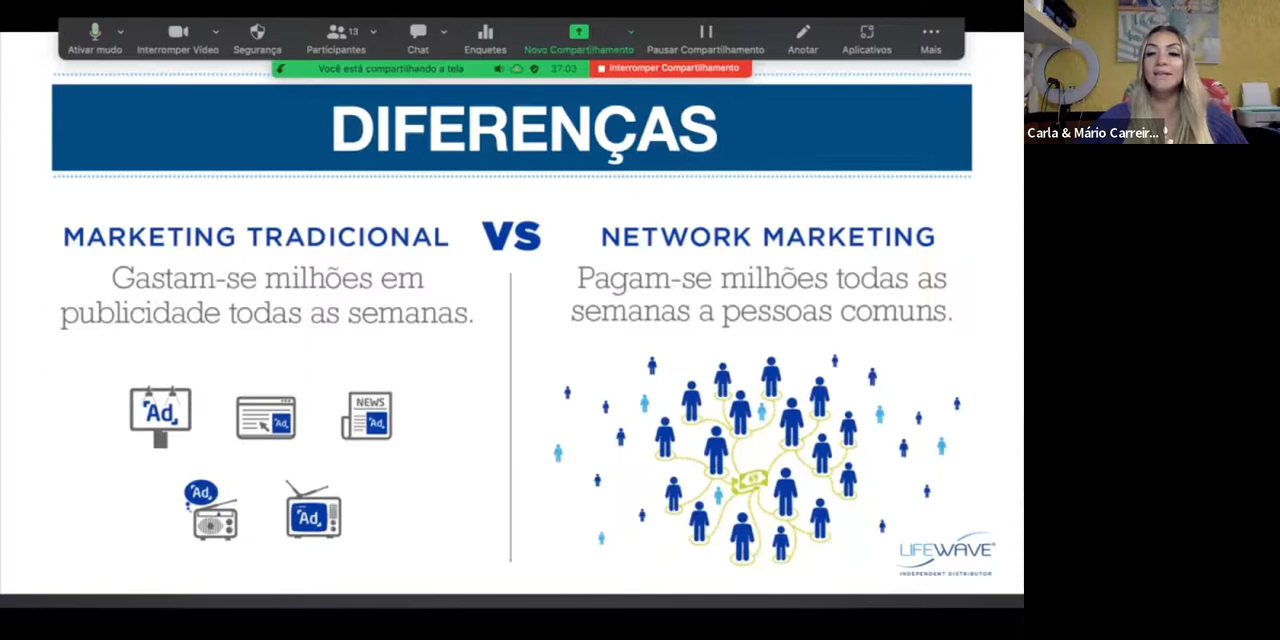 Ativar mudo
Interromper Vídeo
Segurança
13
Participantes
Chat
Enquetes
Novo Compartilhamento
Pausar Compartilhamento
Anotar
Aplicativos
Mais
Você está compartilhando a tela
37:03
Interromper Compartilhamento
Carla & Mário Carreir...
DIFERENÇAS
MARKETING TRADICIONAL
VS
NETWORK MARKETING
Gastam-se milhões em
publicidade todas as semanas.
Pagam-se milhões todas as
semanas a pessoas comuns.
Ad
Ad
NEWS
Ad
Ad
Ad
LIFEWAVE®
INDEPENDENT DISTRIBUTOR